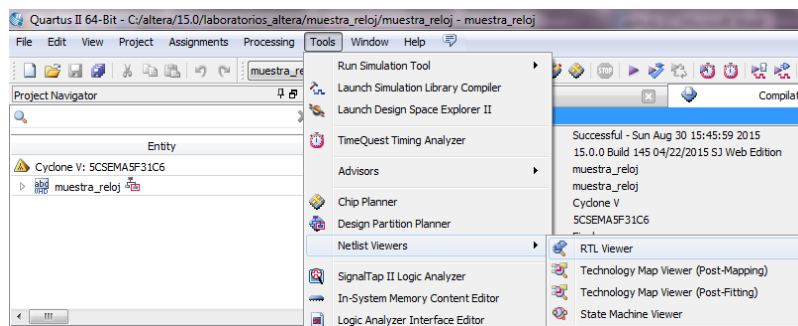 Quartus II 64-Bit - C:/altera/15.0/laboratorios_altera/muestra_reloj/muestra_reloj - muestra_reloj
File Edit View Project Assignments Processing Tools Window Help
muestra_re
Project Navigator
Entity
Cyclone V: 5CSEMA5F31C6
muestra_reloj
Run Simulation Tool
Launch Simulation Library Compiler
Launch Design Space Explorer II
TimeQuest Timing Analyzer
Advisors
Chip Planner
Design Partition Planner
Netlist Viewers
SignalTap II Logic Analyzer
In-System Memory Content Editor
Logic Analyzer Interface Editor
Compilat
Successful - Sun Aug 30 15:45:59 2015
15.0.0 Build 145 04/22/2015 SJ Web Edition
muestra_reloj
muestra_reloj
Cyclone V
5CSEMA5F31C6
RTL Viewer
Technology Map Viewer (Post-Mapping)
Technology Map Viewer (Post-Fitting)
State Machine Viewer